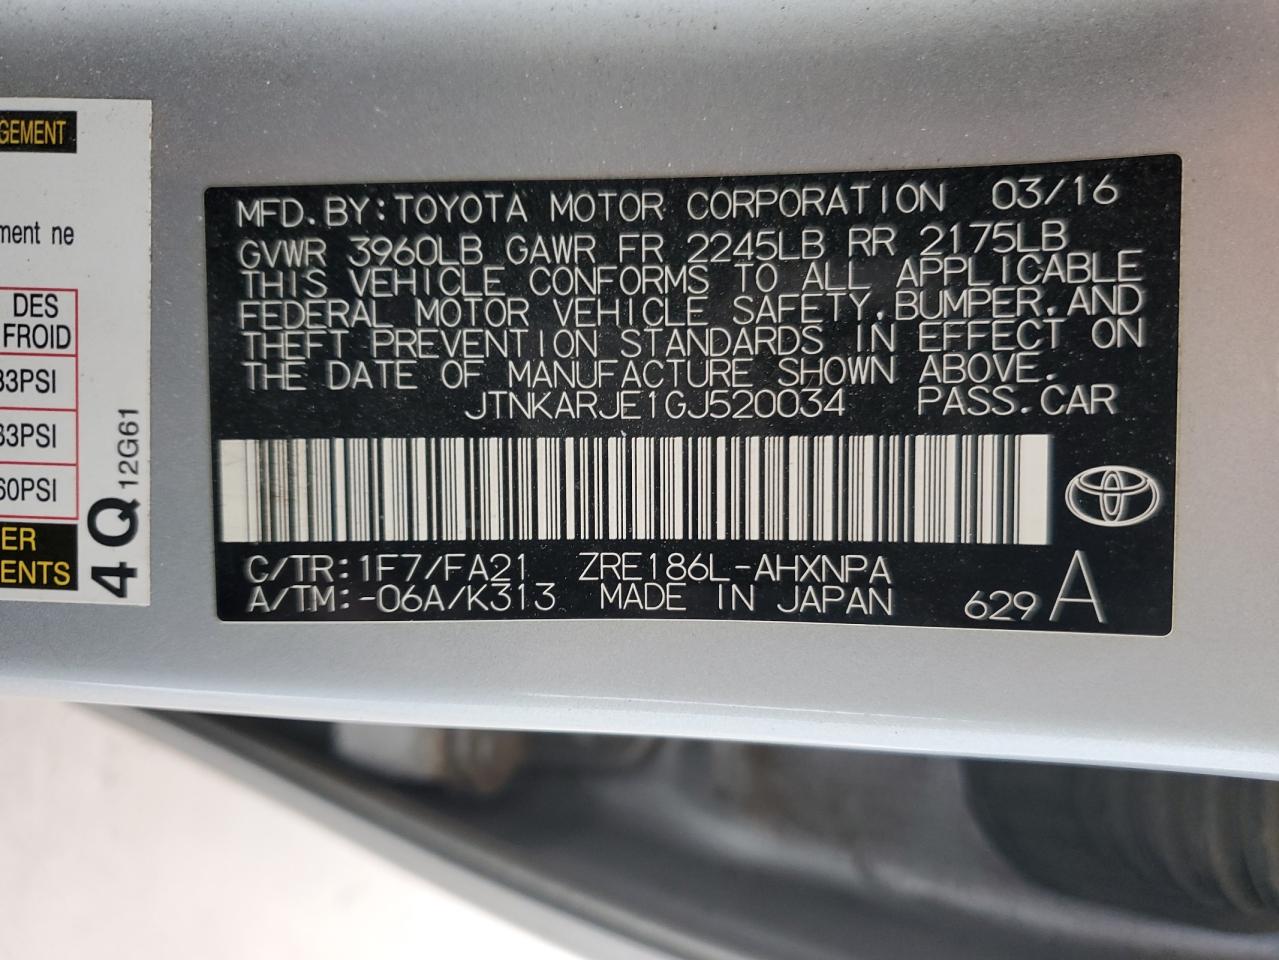 GEMENT
ment ne
DES
FROID
33PSI
33PSI
60PSI
ER
ENTS
4Q 12G61
MFD.BY:TOYOTA MOTOR CORPORATION 03/16
GVWR 3960LB GAWR FR 2245LB RR 2175LB
THIS VEHICLE CONFORMS TO ALL APPLICABLE
FEDERAL MOTOR VEHICLE SAFETY,BUMPER,AND
THEFT PREVENTION STANDARDS IN EFFECT ON
THE DATE OF MANUFACTURE SHOWN ABOVE.
JTNKARJE1GJ520034 PASS.CAR
C/TR:1F7/FA21 ZRE186L-AHXNPA
A/TM:-06A/K313 MADE IN JAPAN 629 A